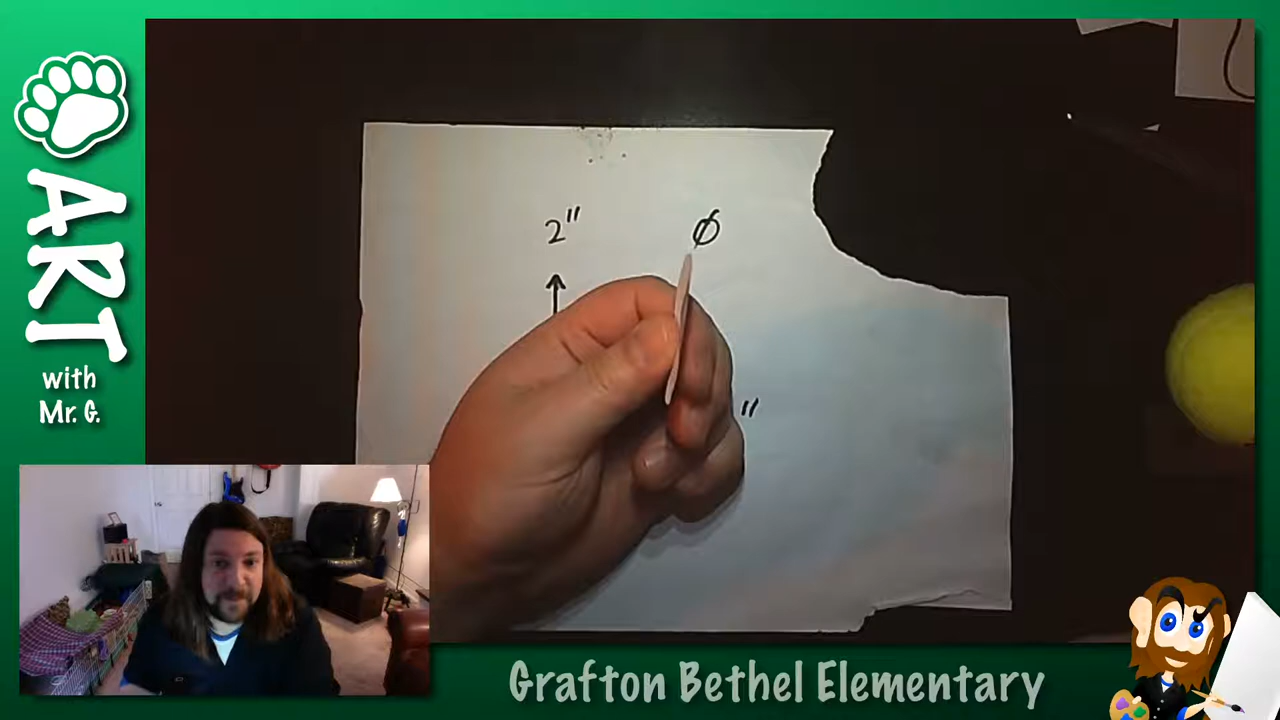 ART
with
Mr. G.
2" Ø
"
Grafton Bethel Elementary